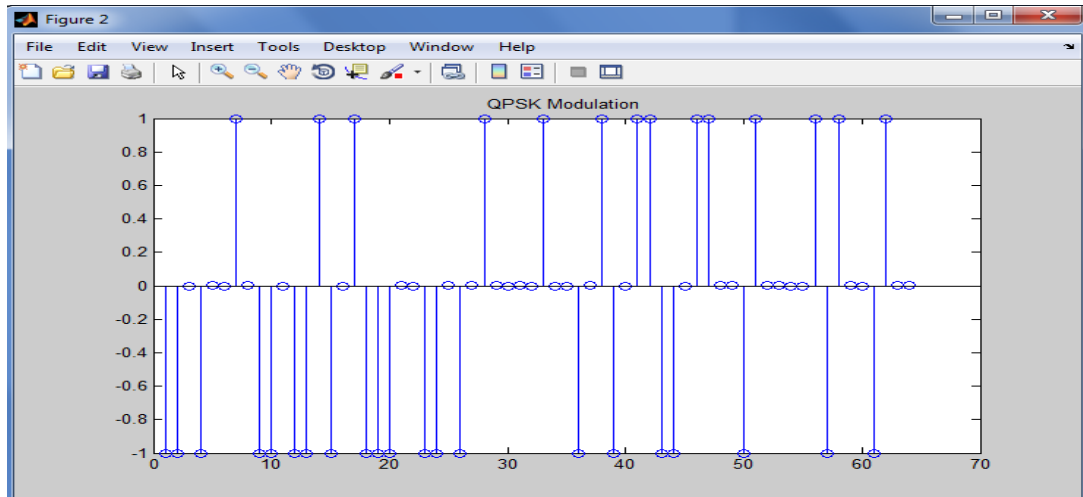 Figure 2
File Edit View Insert Tools Desktop Window Help
QPSK Modulation
1
0.8
0.6
0.4
0.2
0
-0.2
-0.4
-0.6
-0.8
-1
0 10 20 30 40 50 60 70